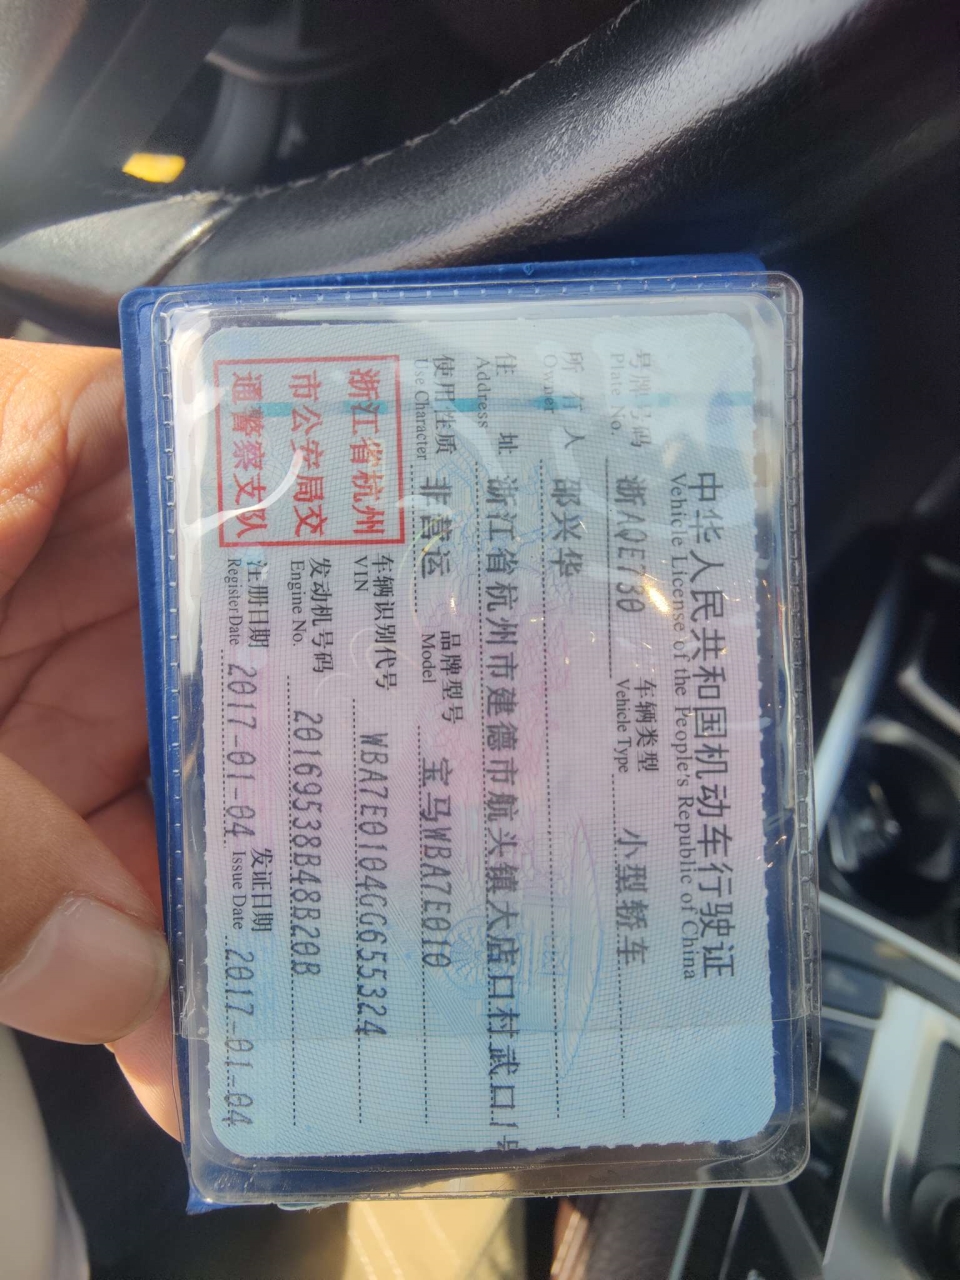 中华人民共和国机动车行驶证
Vehicle License of the People's Republic of China
号牌号码 浙AQE730 车辆类型 小型轿车
Plate No. Vehicle Type
所有人 邵兴华
Owner
住址 浙江省杭州市建德市航头镇大店口村武口1号
Address
使用性质 非营运 品牌型号 宝马WBA7E010
Use Character Model
浙江省杭州
市公安局交
通警察支队
车辆识别代号 WBA7E0104GG655324
VIN
发动机号码 20169538B48B20B
Engine No.
注册日期 2017-01-04 发证日期 2017-01-04
Register Date Issue Date